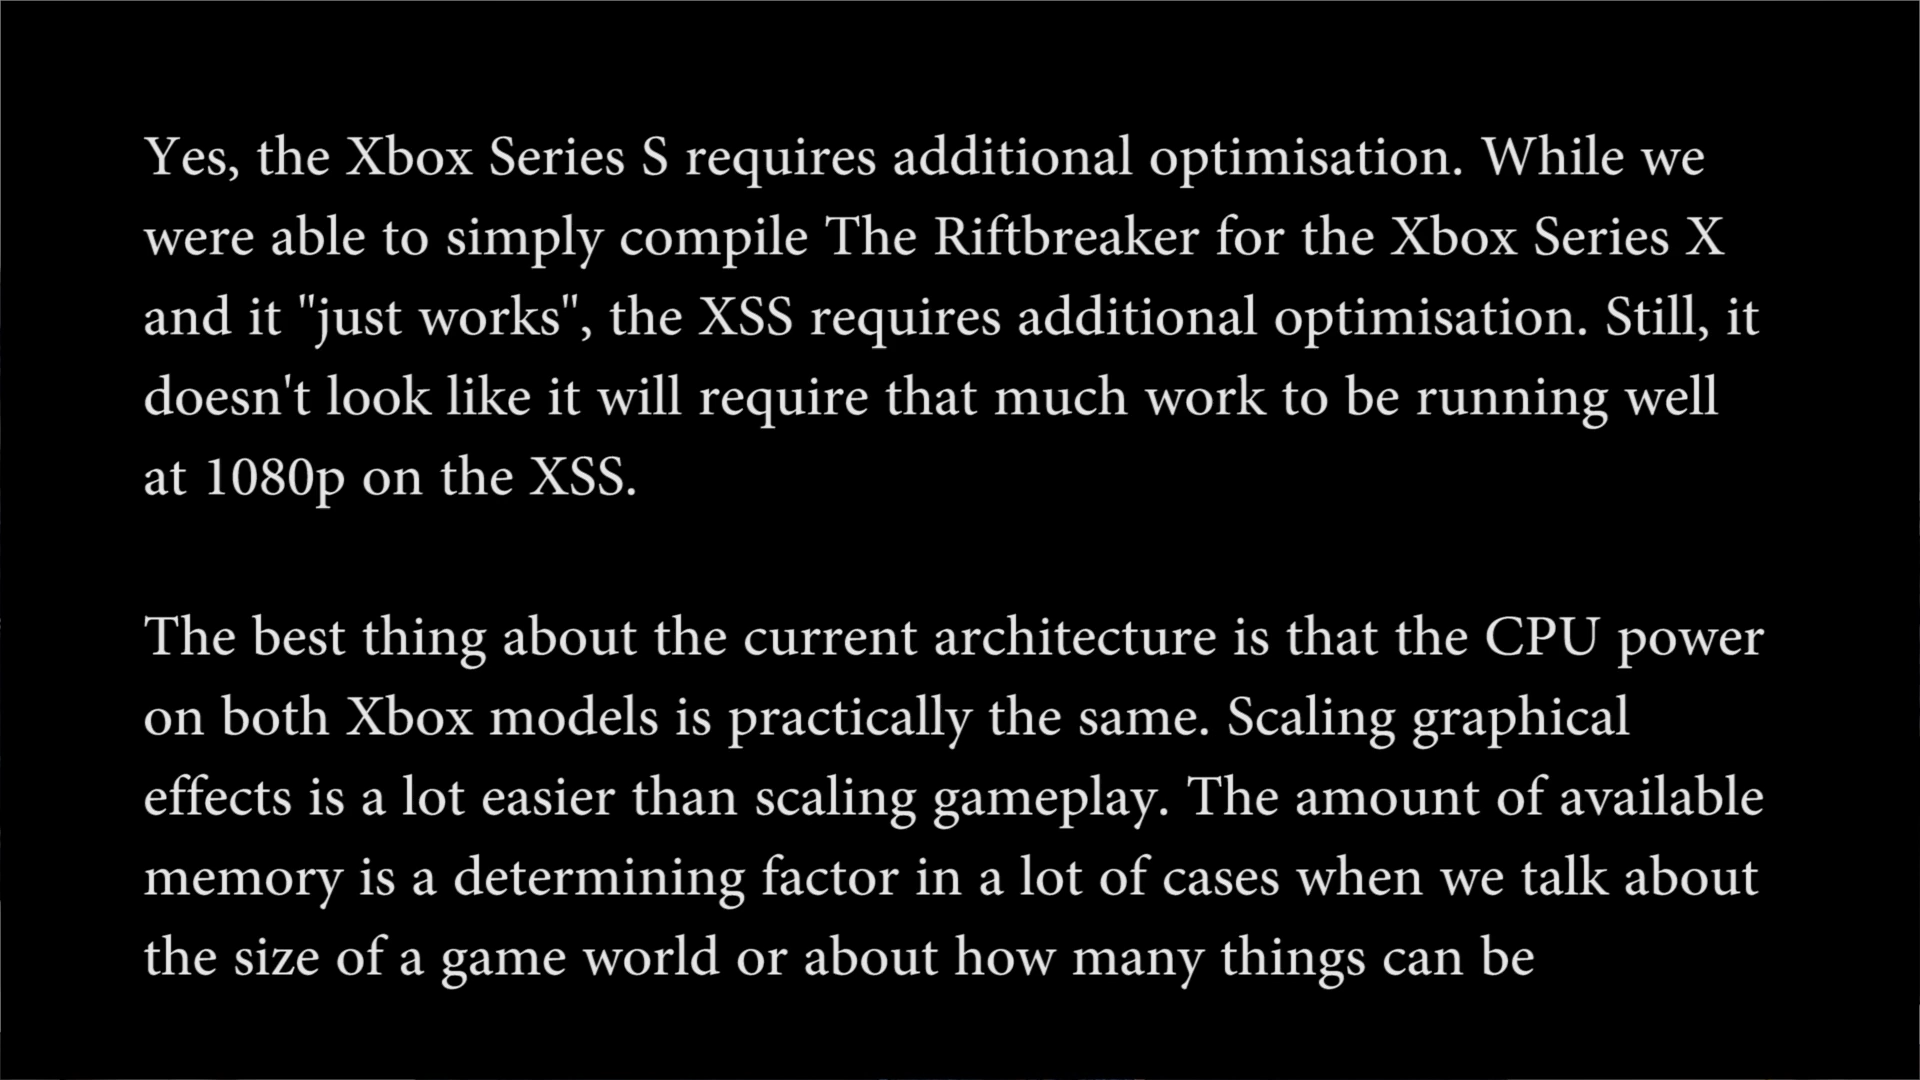 Yes, the Xbox Series S requires additional optimisation. While we
were able to simply compile The Riftbreaker for the Xbox Series X
and it "just works", the XSS requires additional optimisation. Still, it
doesn't look like it will require that much work to be running well
at 1080p on the XSS.
The best thing about the current architecture is that the CPU power
on both Xbox models is practically the same. Scaling graphical
effects is a lot easier than scaling gameplay. The amount of available
memory is a determining factor in a lot of cases when we talk about
the size of a game world or about how many things can be